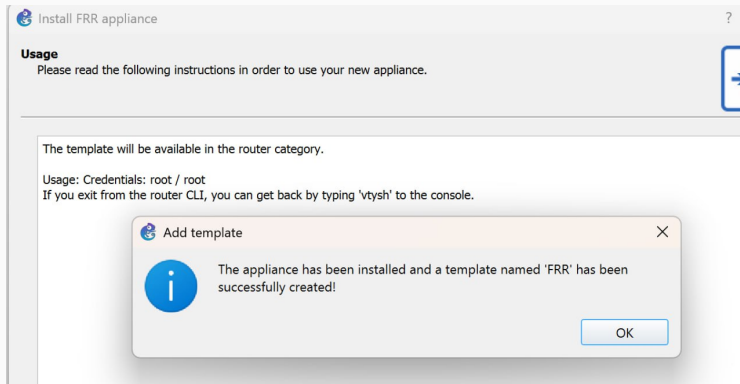 Install FRR appliance
?
Usage
Please read the following instructions in order to use your new appliance.
The template will be available in the router category.
Usage: Credentials: root / root
If you exit from the router CLI, you can get back by typing 'vtysh' to the console.
Add template
The appliance has been installed and a template named 'FRR' has been
successfully created!
OK